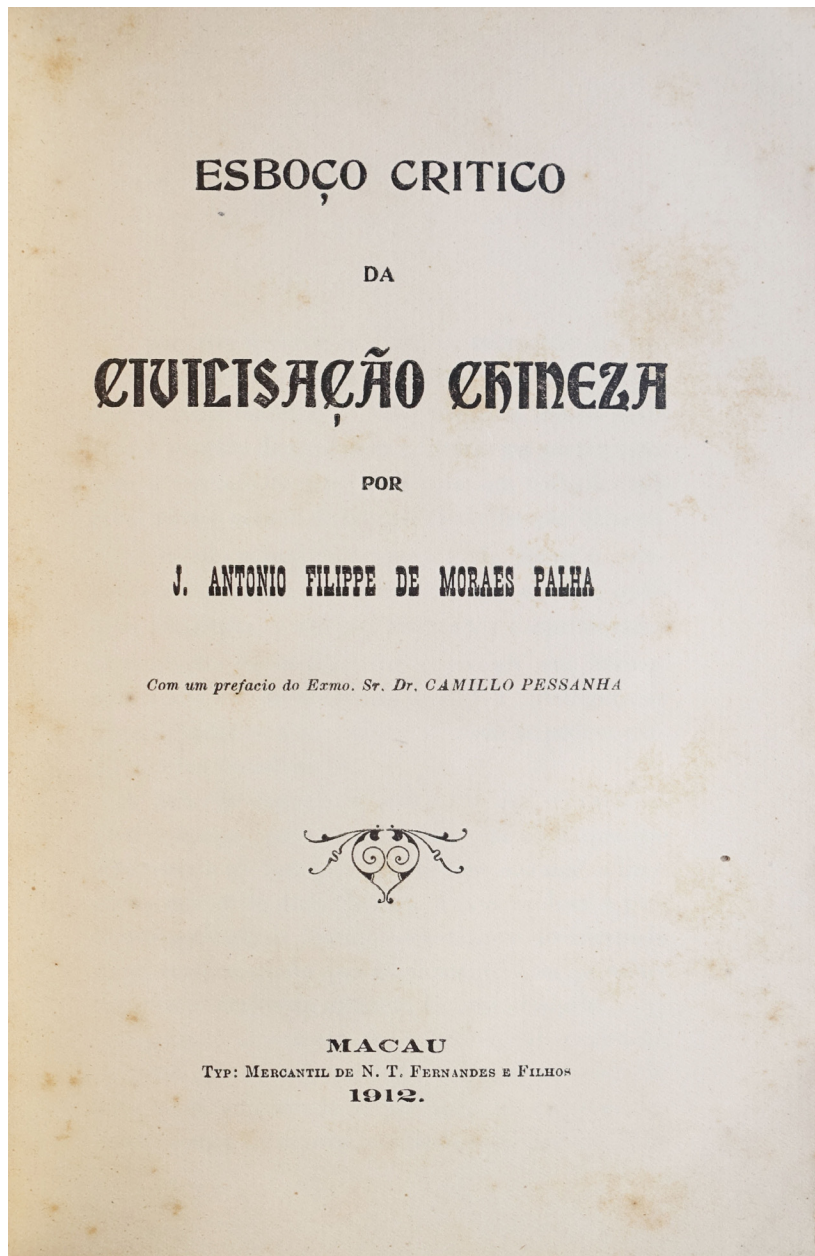 ESBOÇO CRITICO
DA
CIVILISAÇÃO CHINEZA
POR
J. ANTONIO FILIPPE DE MORAES PALHA
Com um prefacio do Exmo. Sr. Dr. CAMILLO PESSANHA
MACAU
TYP: MERCANTIL DE N. T. FERNANDES E FILHOS
1912.